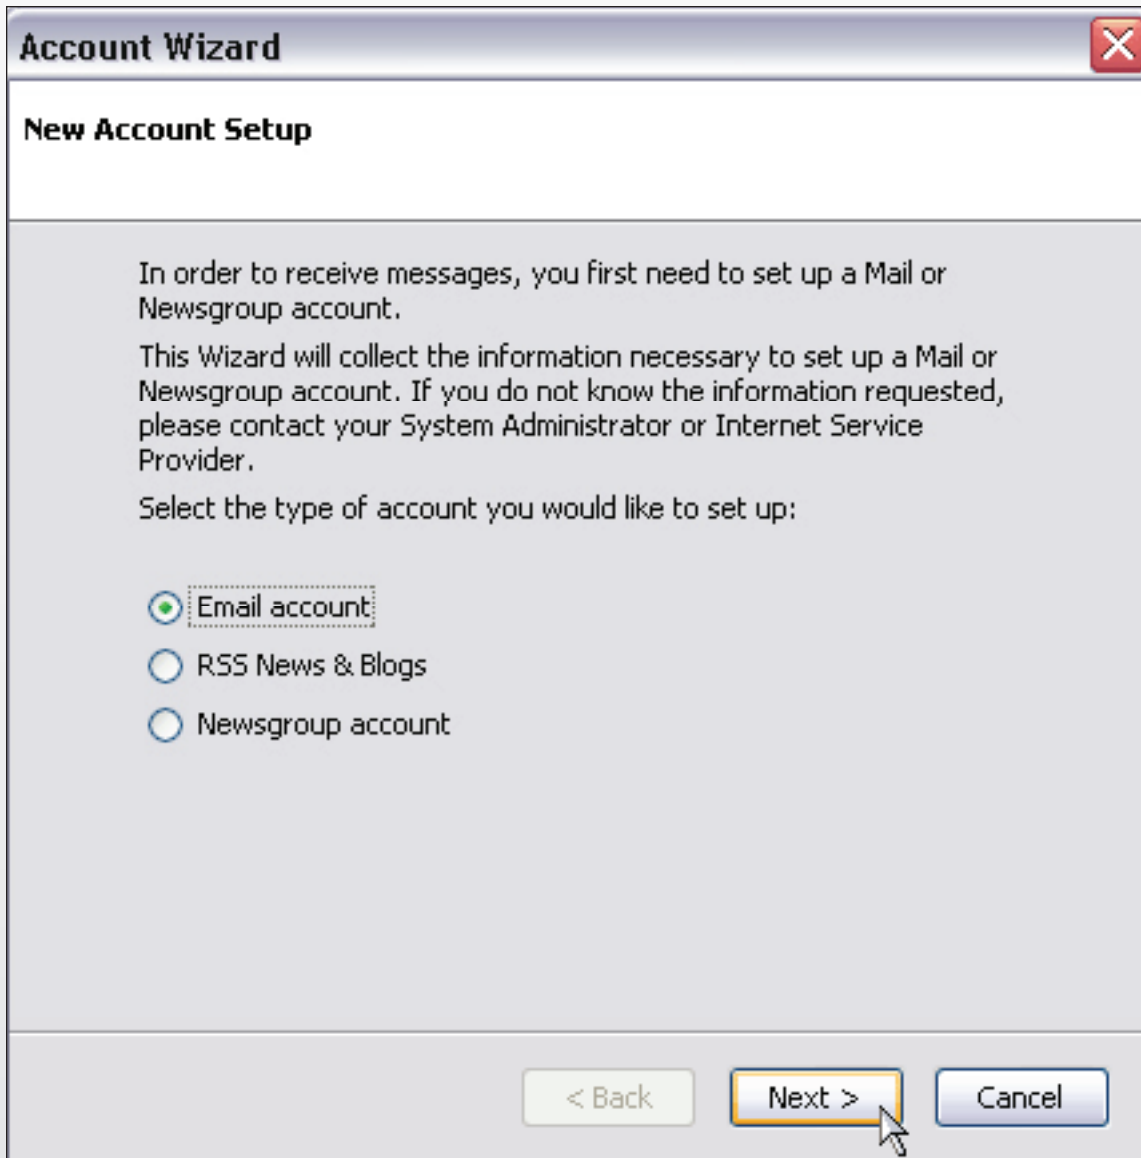 Account Wizard
New Account Setup
In order to receive messages, you first need to set up a Mail or
Newsgroup account.
This Wizard will collect the information necessary to set up a Mail or
Newsgroup account. If you do not know the information requested,
please contact your System Administrator or Internet Service
Provider.
Select the type of account you would like to set up:
Email account
RSS News & Blogs
Newsgroup account
< Back Next > Cancel